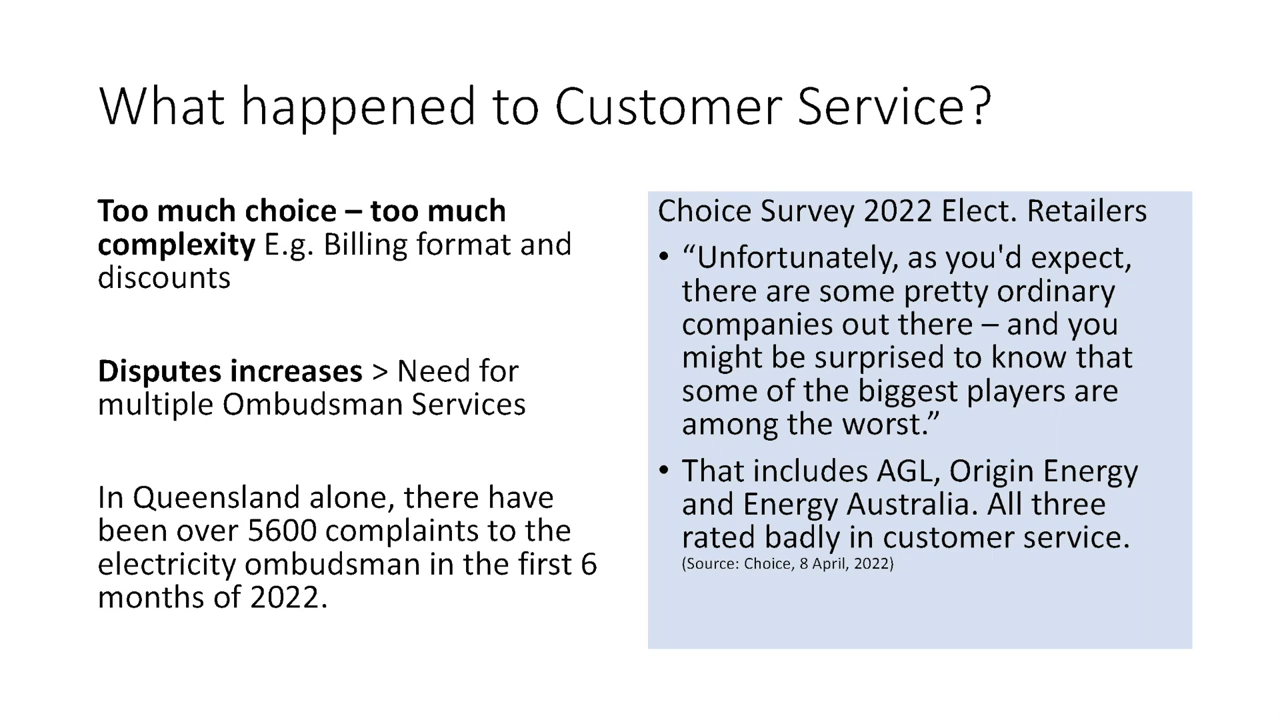 What happened to Customer Service?
Too much choice – too much
complexity E.g. Billing format and
discounts
Disputes increases > Need for
multiple Ombudsman Services
In Queensland alone, there have
been over 5600 complaints to the
electricity ombudsman in the first 6
months of 2022.
Choice Survey 2022 Elect. Retailers
• “Unfortunately, as you'd expect,
there are some pretty ordinary
companies out there – and you
might be surprised to know that
some of the biggest players are
among the worst.”
• That includes AGL, Origin Energy
and Energy Australia. All three
rated badly in customer service.
(Source: Choice, 8 April, 2022)